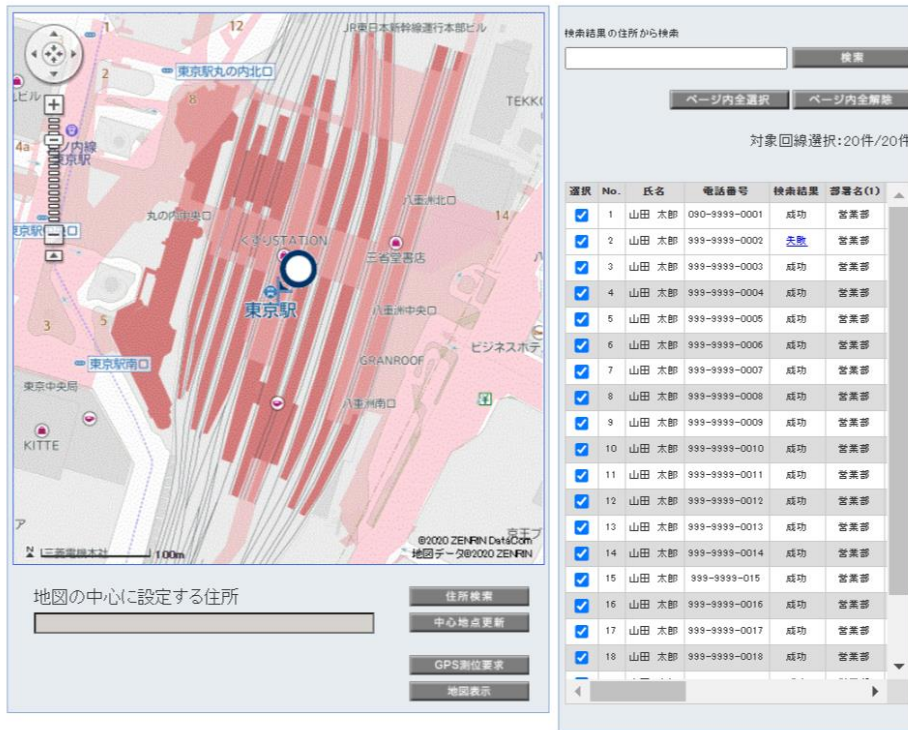 1
12
JR東日本新幹線運行本部ビル
2
東京駅丸の内北口
ビル
8
TEKK
4a
ノ内線
東京駅
八重洲北口
丸の内中央口
14
くすりSTATION
三省堂書店
東京駅
八重洲中央口
3
5
ビジネスホテ
東京駅南口
GRANROOF
東京中央局
八重洲南口
KITTE
ア
京王プ
©2020 ZENRIN DataCom
地図データ©2020 ZENRIN
N
三菱電機本社
100m
地図の中心に設定する住所
住所検索
中心地点更新
GPS測位要求
地図表示
検索結果の住所から検索
検索
ページ内全選択 ページ内全解除
対象回線選択:20件/20件
選択 No. 氏名 電話番号 検索結果 部署名(1)
1 山田 太郎 090-9999-0001 成功 営業部
2 山田 太郎 999-9999-0002 失敗 営業部
3 山田 太郎 999-9999-0003 成功 営業部
4 山田 太郎 999-9999-0004 成功 営業部
5 山田 太郎 999-9999-0005 成功 営業部
6 山田 太郎 999-9999-0006 成功 営業部
7 山田 太郎 999-9999-0007 成功 営業部
8 山田 太郎 999-9999-0008 成功 営業部
9 山田 太郎 999-9999-0009 成功 営業部
10 山田 太郎 999-9999-0010 成功 営業部
11 山田 太郎 999-9999-0011 成功 営業部
12 山田 太郎 999-9999-0012 成功 営業部
13 山田 太郎 999-9999-0013 成功 営業部
14 山田 太郎 999-9999-0014 成功 営業部
15 山田 太郎 999-9999-015 成功 営業部
16 山田 太郎 999-9999-0016 成功 営業部
17 山田 太郎 999-9999-0017 成功 営業部
18 山田 太郎 999-9999-0018 成功 営業部